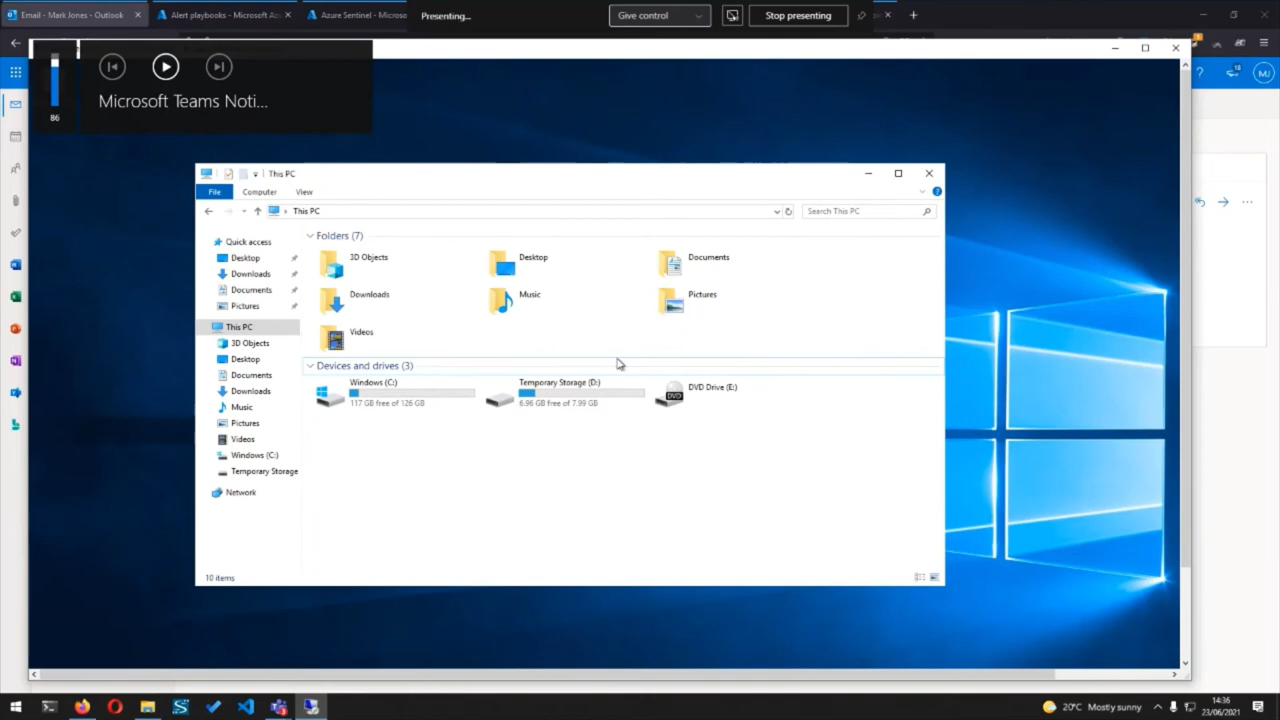 Email - Mark Jones - Outlook
Alert playbooks - Microsoft Az
Azure Sentinel - Microso
Presenting...
Give control
Stop presenting
86
Microsoft Teams Noti...
18
MJ
This PC
File
Computer
View
This PC
Search This PC
Quick access
Desktop
Downloads
Documents
Pictures
This PC
3D Objects
Desktop
Documents
Downloads
Music
Pictures
Videos
Windows (C:)
Temporary Storage
Network
Folders (7)
3D Objects
Desktop
Documents
Downloads
Music
Pictures
Videos
Devices and drives (3)
Windows (C:)
117 GB free of 126 GB
Temporary Storage (D:)
6.96 GB free of 7.99 GB
DVD
DVD Drive (E:)
10 items
20°C Mostly sunny
14:36
23/06/2021